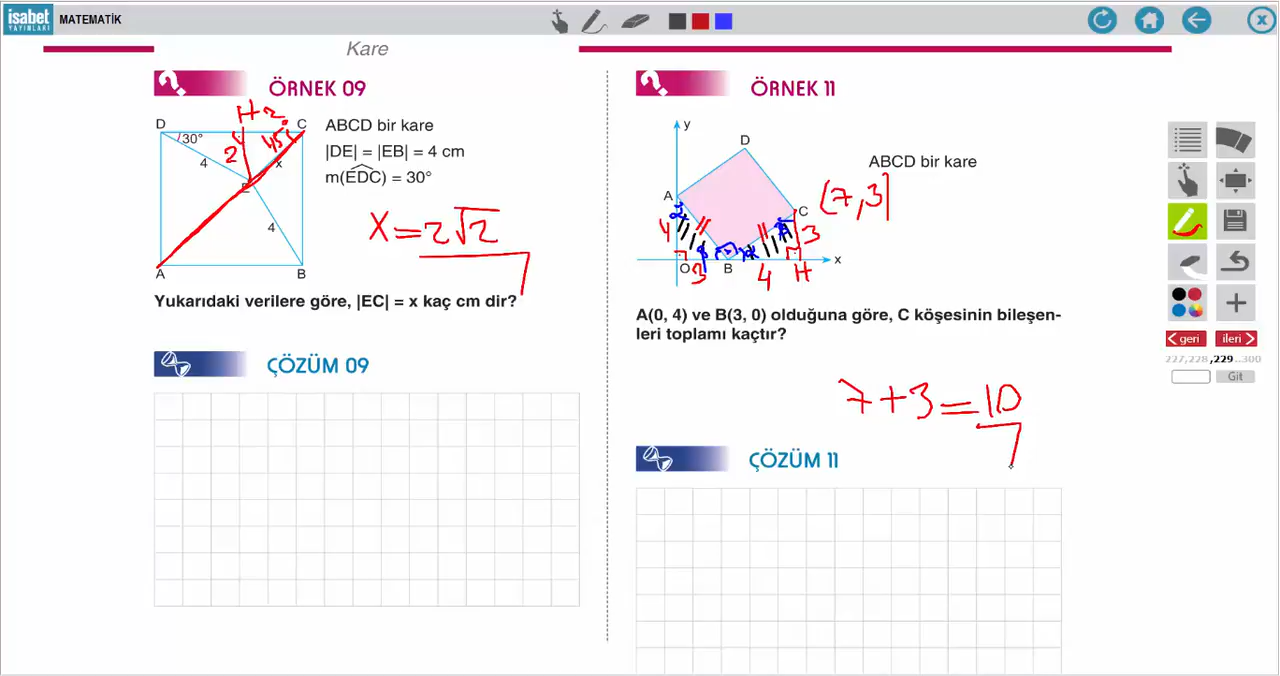 isabet
YAYINLARI
MATEMATİK
Kare
ÖRNEK 09
H 2
D
C
30°
45°
2
4
x
E
4
A
B
ABCD bir kare
|DE| = |EB| = 4 cm
m(EDC) = 30°
X = 2√2
Yukarıdaki verilere göre, |EC| = x kaç cm dir?
ÇÖZÜM 09
ÖRNEK 11
y
D
A
C
(7,3)
4
3
O
B
x
3
4
H
ABCD bir kare
A(0, 4) ve B(3, 0) olduğuna göre, C köşesinin bileşen-
leri toplamı kaçtır?
7+3=10
ÇÖZÜM 11
geri
ileri
227,228,229...300
Git